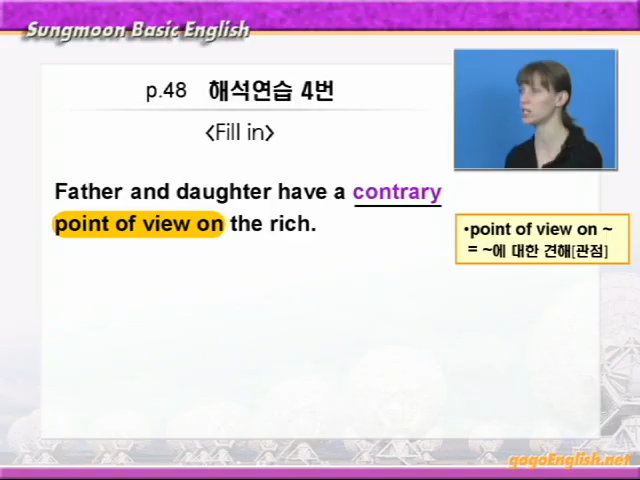 Sungmoon Basic English
p.48 해석연습 4번
<Fill in>
Father and daughter have a contrary
point of view on the rich.
•point of view on ~
= ~에 대한 견해[관점]
gogoEnglish.net